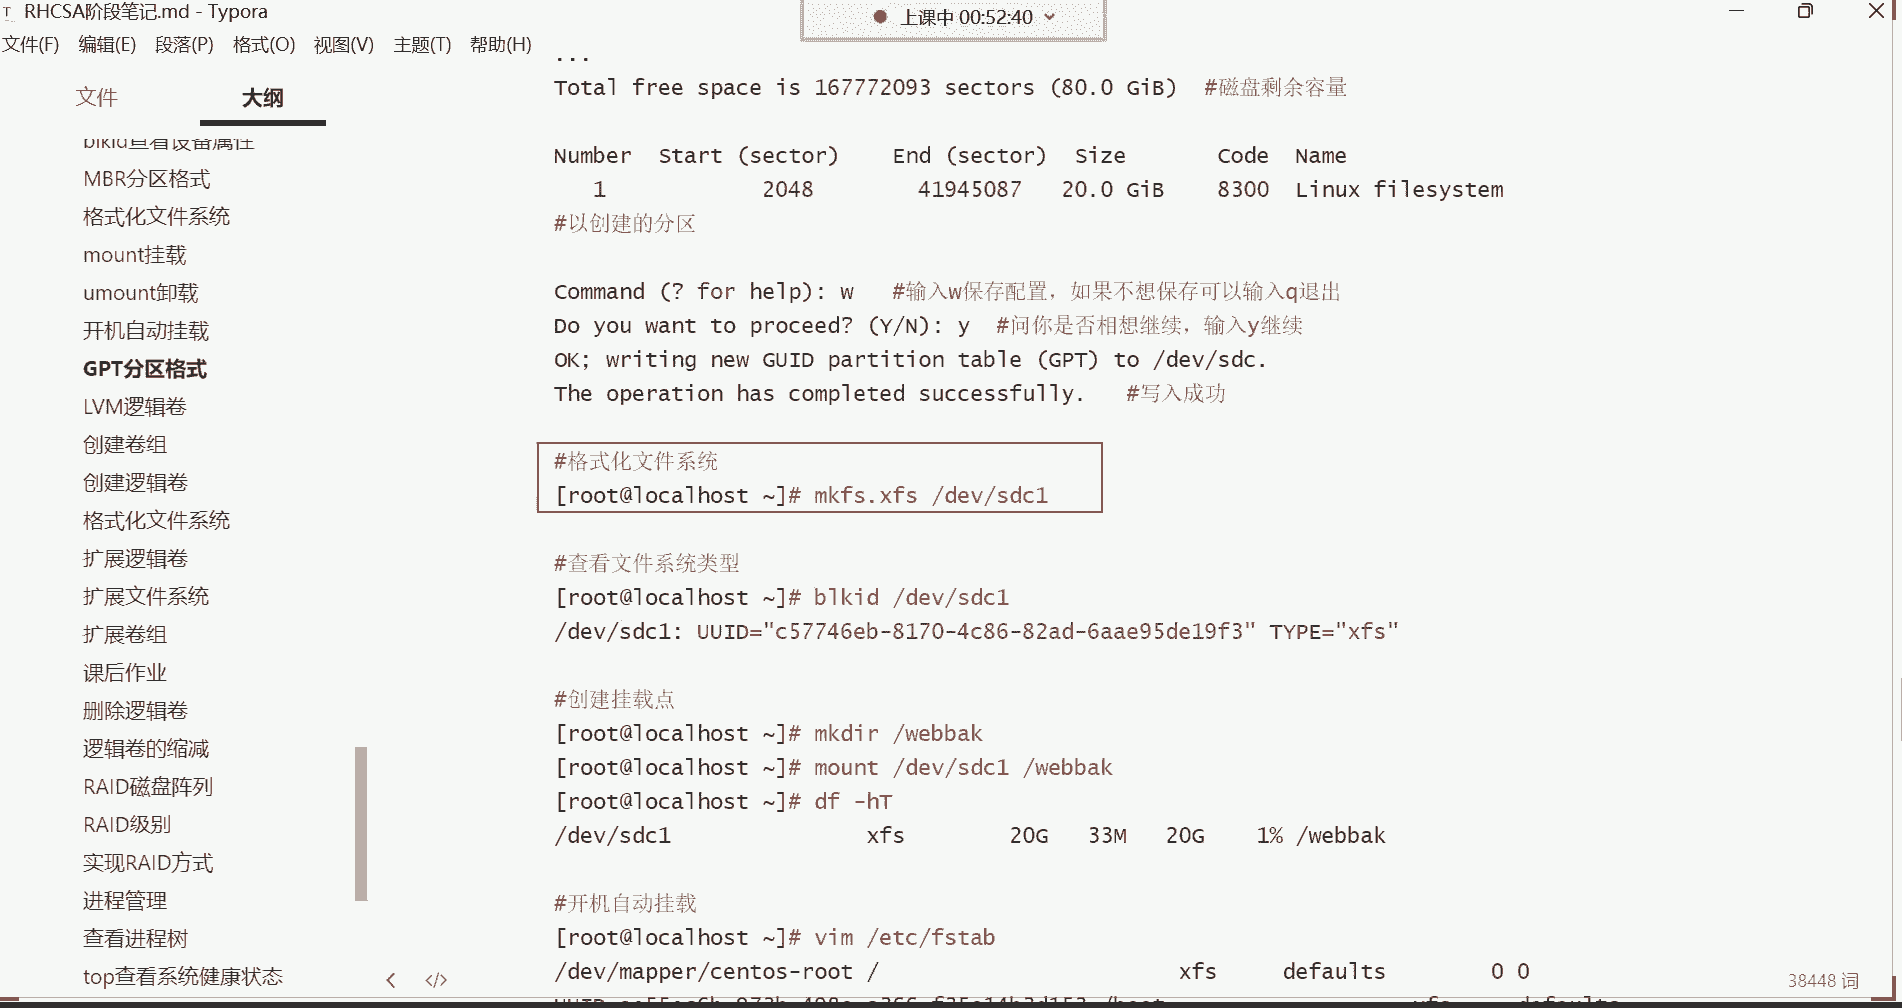 RHCSA阶段笔记.md - Typora
上课中 00:52:40
文件(F) 编辑(E) 段落(P) 格式(O) 视图(V) 主题(T) 帮助(H)
文件 大纲
blkid查看设备属性
MBR分区格式
格式化文件系统
mount挂载
umount卸载
开机自动挂载
GPT分区格式
LVM逻辑卷
创建卷组
创建逻辑卷
格式化文件系统
扩展逻辑卷
扩展文件系统
扩展卷组
课后作业
删除逻辑卷
逻辑卷的缩减
RAID磁盘阵列
RAID级别
实现RAID方式
进程管理
查看进程树
top查看系统健康状态
...
Total free space is 167772093 sectors (80.0 GiB) #磁盘剩余容量
Number Start (sector) End (sector) Size Code Name
1 2048 41945087 20.0 GiB 8300 Linux filesystem
#以创建的分区
Command (? for help): w #输入w保存配置，如果不想保存可以输入q退出
Do you want to proceed? (Y/N): y #问你是否相想继续，输入y继续
OK; writing new GUID partition table (GPT) to /dev/sdc.
The operation has completed successfully. #写入成功
#格式化文件系统
[root@localhost ~]# mkfs.xfs /dev/sdc1
#查看文件系统类型
[root@localhost ~]# blkid /dev/sdc1
/dev/sdc1: UUID="c57746eb-8170-4c86-82ad-6aae95de19f3" TYPE="xfs"
#创建挂载点
[root@localhost ~]# mkdir /webbak
[root@localhost ~]# mount /dev/sdc1 /webbak
[root@localhost ~]# df -hT
/dev/sdc1 xfs 20G 33M 20G 1% /webbak
#开机自动挂载
[root@localhost ~]# vim /etc/fstab
/dev/mapper/centos-root / xfs defaults 0 0
38448 词